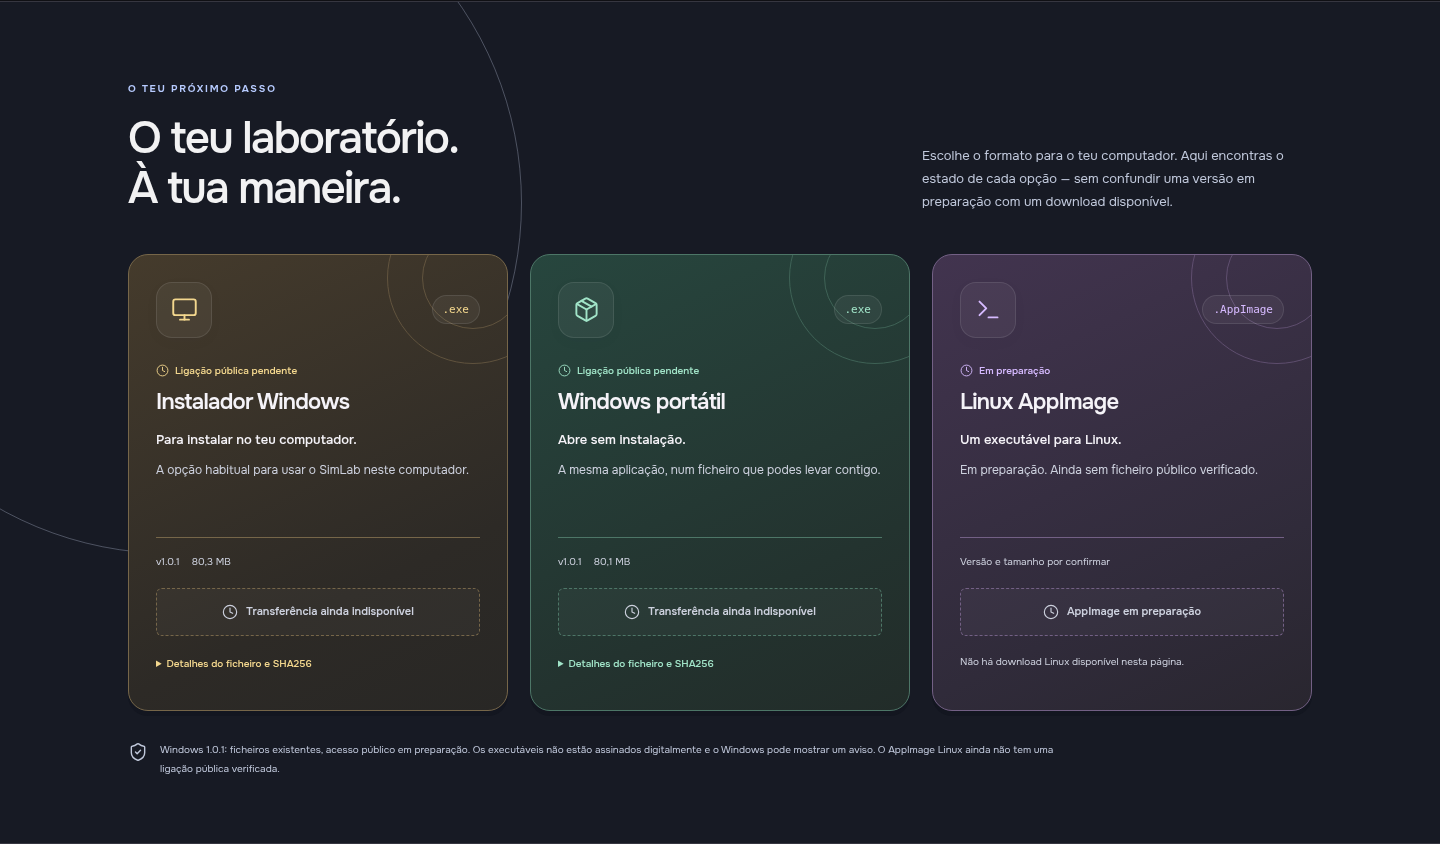 O TEU PRÓXIMO PASSO
O teu laboratório.
À tua maneira.
Escolhe o formato para o teu computador. Aqui encontras o
estado de cada opção — sem confundir uma versão em
preparação com um download disponível.
.exe
Ligação pública pendente
Instalador Windows
Para instalar no teu computador.
A opção habitual para usar o SimLab neste computador.
v1.0.1 80,3 MB
Transferência ainda indisponível
Detalhes do ficheiro e SHA256
.exe
Ligação pública pendente
Windows portátil
Abre sem instalação.
A mesma aplicação, num ficheiro que podes levar contigo.
v1.0.1 80,1 MB
Transferência ainda indisponível
Detalhes do ficheiro e SHA256
.AppImage
Em preparação
Linux AppImage
Um executável para Linux.
Em preparação. Ainda sem ficheiro público verificado.
Versão e tamanho por confirmar
AppImage em preparação
Não há download Linux disponível nesta página.
Windows 1.0.1: ficheiros existentes, acesso público em preparação. Os executáveis não estão assinados digitalmente e o Windows pode mostrar um aviso. O AppImage Linux ainda não tem uma
ligação pública verificada.